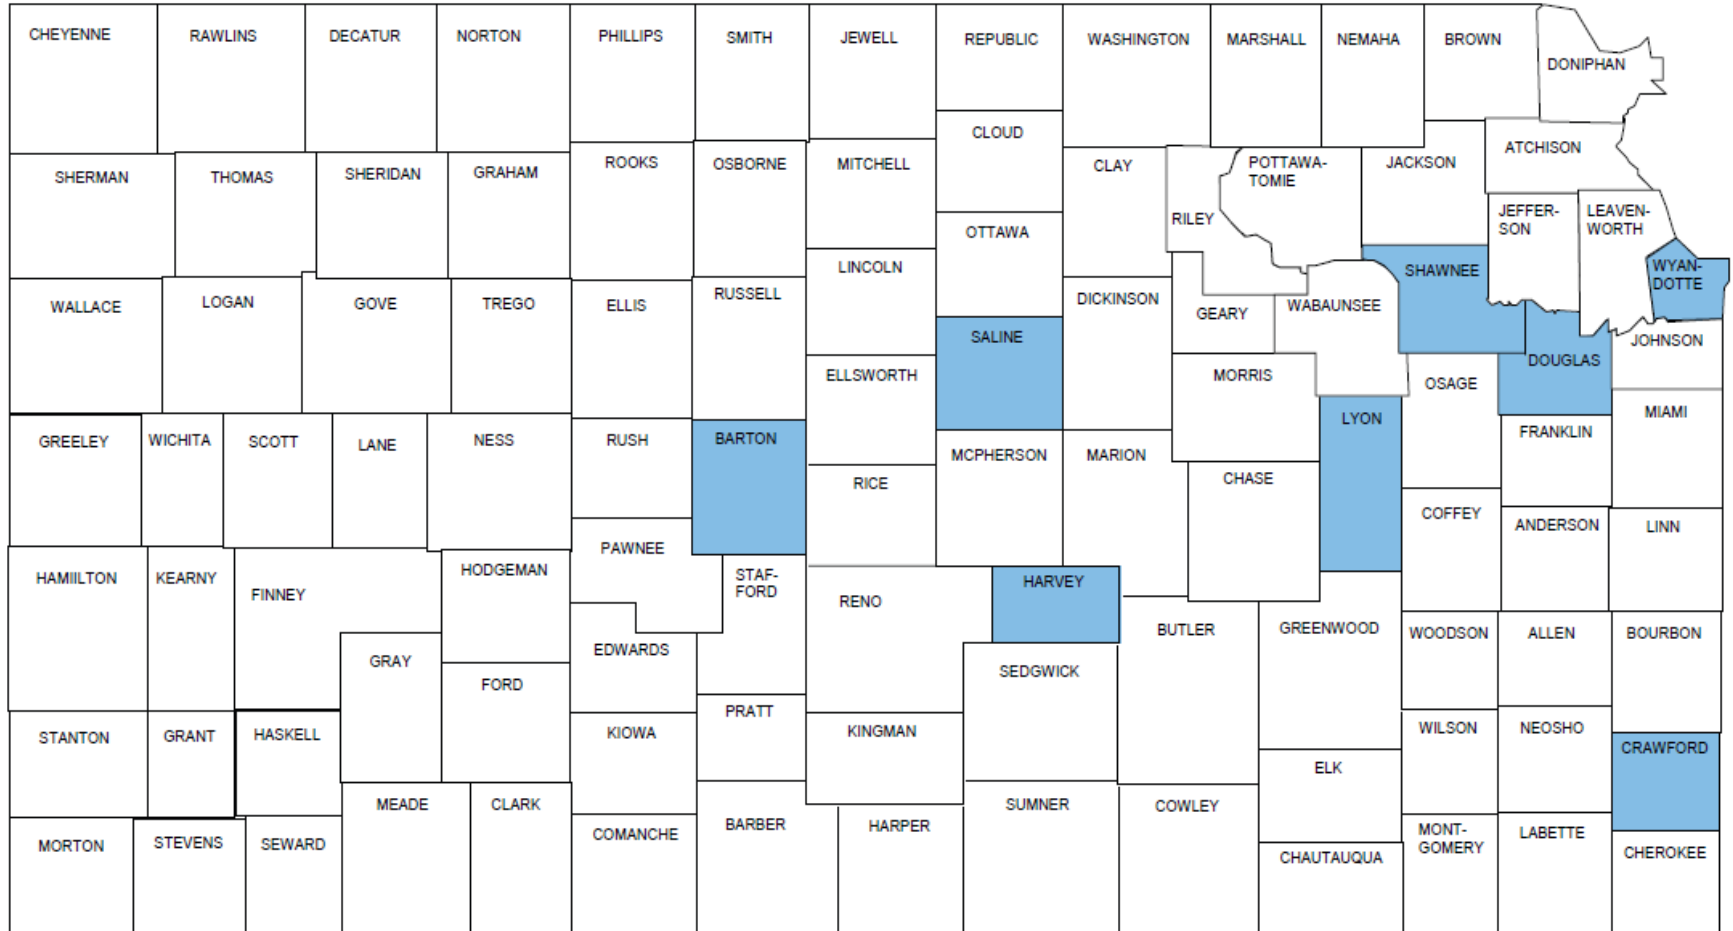 CHEYENNE
RAWLINS
DECATUR
NORTON
PHILLIPS
SMITH
JEWELL
REPUBLIC
WASHINGTON
MARSHALL
NEMAHA
BROWN
DONIPHAN
CLOUD
SHERMAN
THOMAS
SHERIDAN
GRAHAM
ROOKS
OSBORNE
MITCHELL
CLAY
RILEY
POTTAWA-
TOMIE
JACKSON
ATCHISON
OTTAWA
JEFFER-
SON
LEAVEN-
WORTH
WALLACE
LOGAN
GOVE
TREGO
ELLIS
RUSSELL
LINCOLN
DICKINSON
GEARY
WABAUNSEE
SHAWNEE
WYAN-
DOTTE
SALINE
ELLSWORTH
MORRIS
OSAGE
DOUGLAS
JOHNSON
GREELEY
WICHITA
SCOTT
LANE
NESS
RUSH
BARTON
RICE
MCPHERSON
MARION
CHASE
LYON
FRANKLIN
MIAMI
COFFEY
ANDERSON
LINN
HAMIILTON
KEARNY
FINNEY
HODGEMAN
PAWNEE
STAF-
FORD
RENO
HARVEY
BUTLER
GREENWOOD
WOODSON
ALLEN
BOURBON
GRAY
FORD
EDWARDS
SEDGWICK
STANTON
GRANT
HASKELL
KIOWA
PRATT
KINGMAN
ELK
WILSON
NEOSHO
CRAWFORD
MORTON
STEVENS
SEWARD
MEADE
CLARK
COMANCHE
BARBER
HARPER
SUMNER
COWLEY
CHAUTAUQUA
MONT-
GOMERY
LABETTE
CHEROKEE